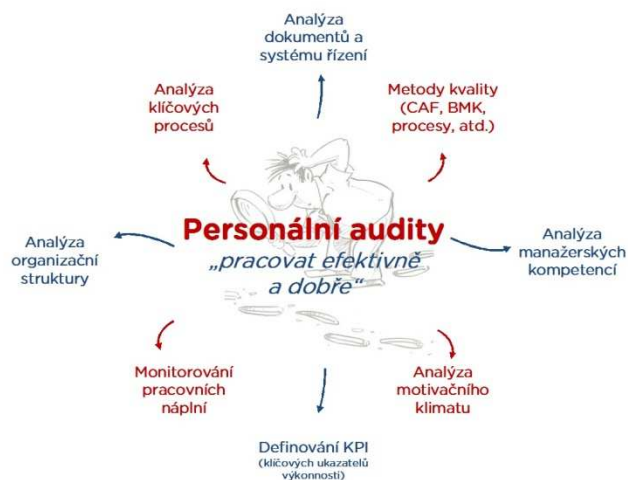 Analýza
dokumentů a
systému řízení
Analýza
klíčových
procesů
Metody kvality
(CAF, BMK,
procesy, atd.)
Personální audity
„pracovat efektivně
a dobře“
Analýza
organizační
struktury
Analýza
manažerských
kompetencí
Monitorování
pracovních
náplní
Analýza
motivačního
klimatu
Definování KPI
(klíčových ukazatelů
výkonnosti)